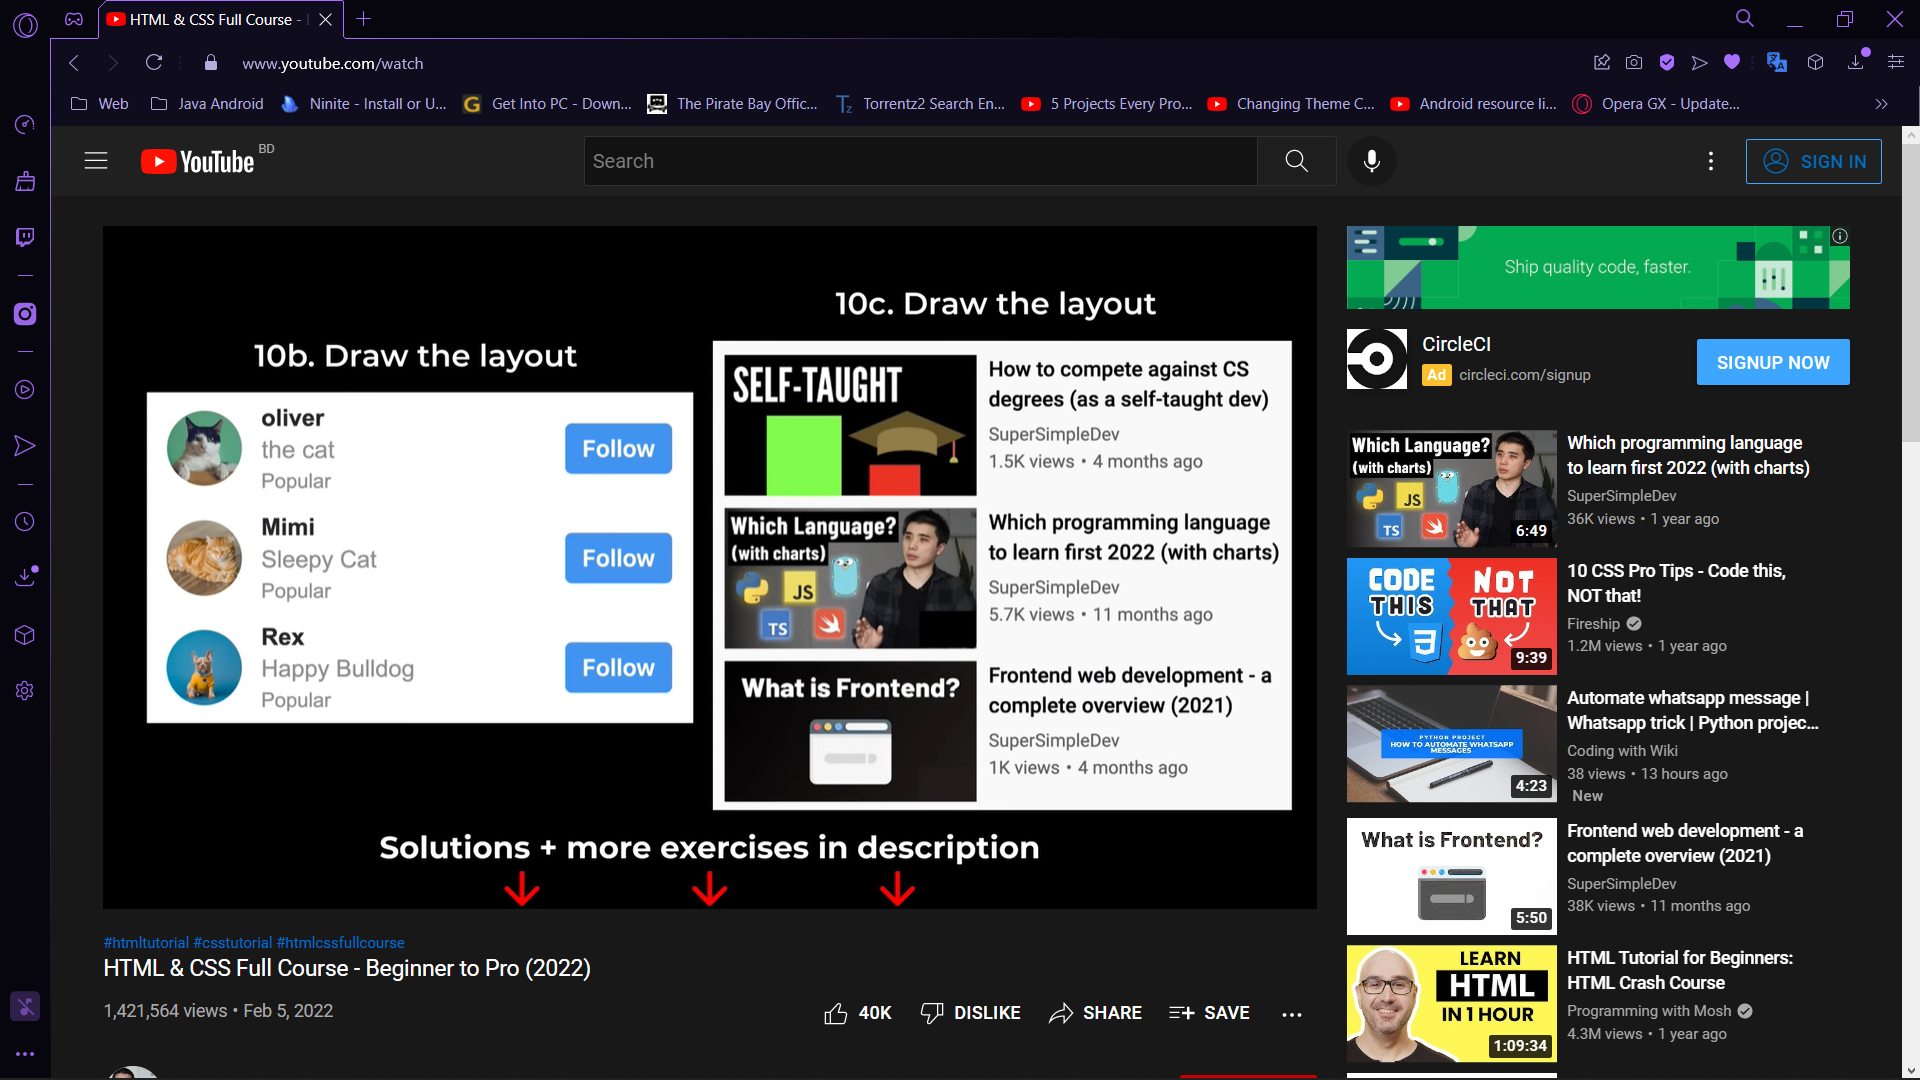 HTML & CSS Full Course -
www.youtube.com/watch
Web
Java Android
Ninite - Install or U...
Get Into PC - Down...
The Pirate Bay Offic...
Torrentz2 Search En...
5 Projects Every Pro...
Changing Theme C...
Android resource li...
Opera GX - Update...
YouTube BD
Search
SIGN IN
10b. Draw the layout
oliver
the cat
Popular
Follow
Mimi
Sleepy Cat
Popular
Follow
Rex
Happy Bulldog
Popular
Follow
10c. Draw the layout
SELF-TAUGHT
How to compete against CS
degrees (as a self-taught dev)
SuperSimpleDev
1.5K views • 4 months ago
Which Language?
(with charts)
JS
TS
Which programming language
to learn first 2022 (with charts)
SuperSimpleDev
5.7K views • 11 months ago
What is Frontend?
Frontend web development - a
complete overview (2021)
SuperSimpleDev
1K views • 4 months ago
Solutions + more exercises in description
#htmltutorial #csstutorial #htmlcssfullcourse
HTML & CSS Full Course - Beginner to Pro (2022)
1,421,564 views • Feb 5, 2022
40K
DISLIKE
SHARE
SAVE
Ship quality code, faster.
CircleCI
Ad circleci.com/signup
SIGNUP NOW
Which Language?
(with charts)
JS
TS
6:49
Which programming language
to learn first 2022 (with charts)
SuperSimpleDev
36K views • 1 year ago
CODE
THIS
NOT
THAT
9:39
10 CSS Pro Tips - Code this,
NOT that!
Fireship
1.2M views • 1 year ago
PYTHON PROJECT
HOW TO AUTOMATE WHATSAPP
MESSAGES
4:23
Automate whatsapp message |
Whatsapp trick | Python projec...
Coding with Wiki
38 views • 13 hours ago
New
What is Frontend?
5:50
Frontend web development - a
complete overview (2021)
SuperSimpleDev
38K views • 11 months ago
LEARN
HTML
IN 1 HOUR
1:09:34
HTML Tutorial for Beginners:
HTML Crash Course
Programming with Mosh
4.3M views • 1 year ago